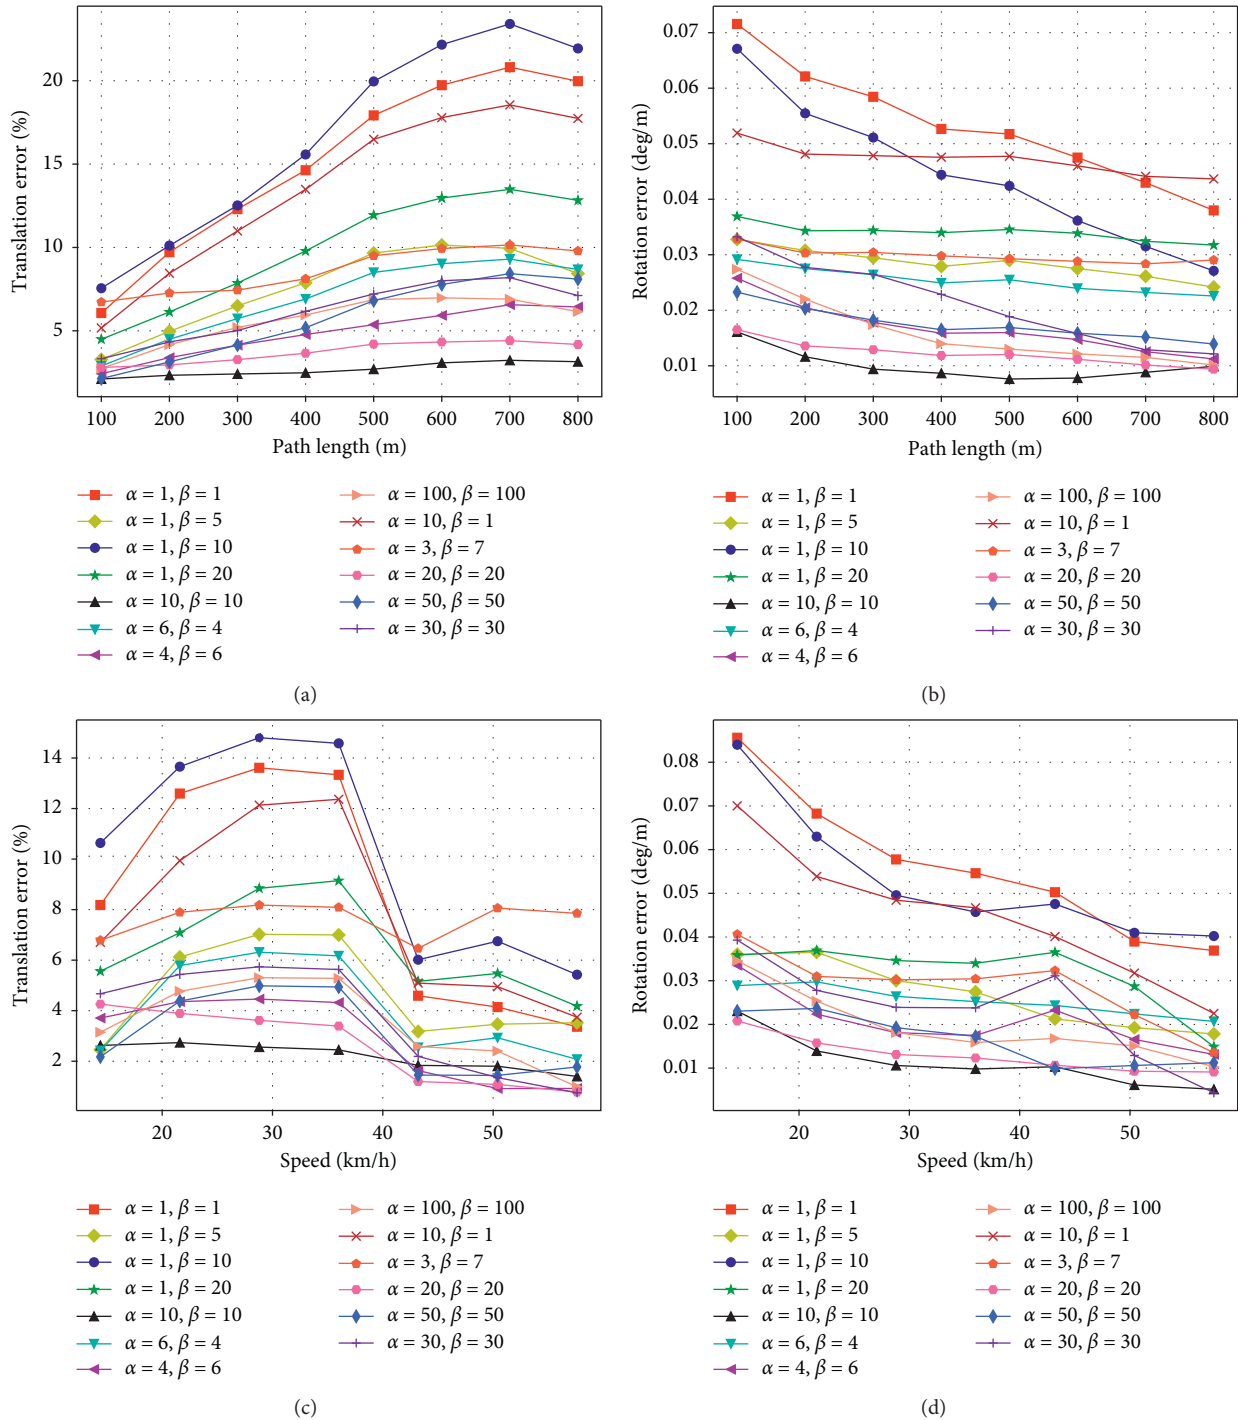 Translation error (%)
20
15
10
5
100 200 300 400 500 600 700 800
Path length (m)
α = 1, β = 1
α = 1, β = 5
α = 1, β = 10
α = 1, β = 20
α = 10, β = 10
α = 6, β = 4
α = 4, β = 6
α = 100, β = 100
α = 10, β = 1
α = 3, β = 7
α = 20, β = 20
α = 50, β = 50
α = 30, β = 30
(a)
Rotation error (deg/m)
0.07
0.06
0.05
0.04
0.03
0.02
0.01
100 200 300 400 500 600 700 800
Path length (m)
α = 1, β = 1
α = 1, β = 5
α = 1, β = 10
α = 1, β = 20
α = 10, β = 10
α = 6, β = 4
α = 4, β = 6
α = 100, β = 100
α = 10, β = 1
α = 3, β = 7
α = 20, β = 20
α = 50, β = 50
α = 30, β = 30
(b)
Translation error (%)
14
12
10
8
6
4
2
20 30 40 50
Speed (km/h)
α = 1, β = 1
α = 1, β = 5
α = 1, β = 10
α = 1, β = 20
α = 10, β = 10
α = 6, β = 4
α = 4, β = 6
α = 100, β = 100
α = 10, β = 1
α = 3, β = 7
α = 20, β = 20
α = 50, β = 50
α = 30, β = 30
(c)
Rotation error (deg/m)
0.08
0.07
0.06
0.05
0.04
0.03
0.02
0.01
20 30 40 50
Speed (km/h)
α = 1, β = 1
α = 1, β = 5
α = 1, β = 10
α = 1, β = 20
α = 10, β = 10
α = 6, β = 4
α = 4, β = 6
α = 100, β = 100
α = 10, β = 1
α = 3, β = 7
α = 20, β = 20
α = 50, β = 50
α = 30, β = 30
(d)